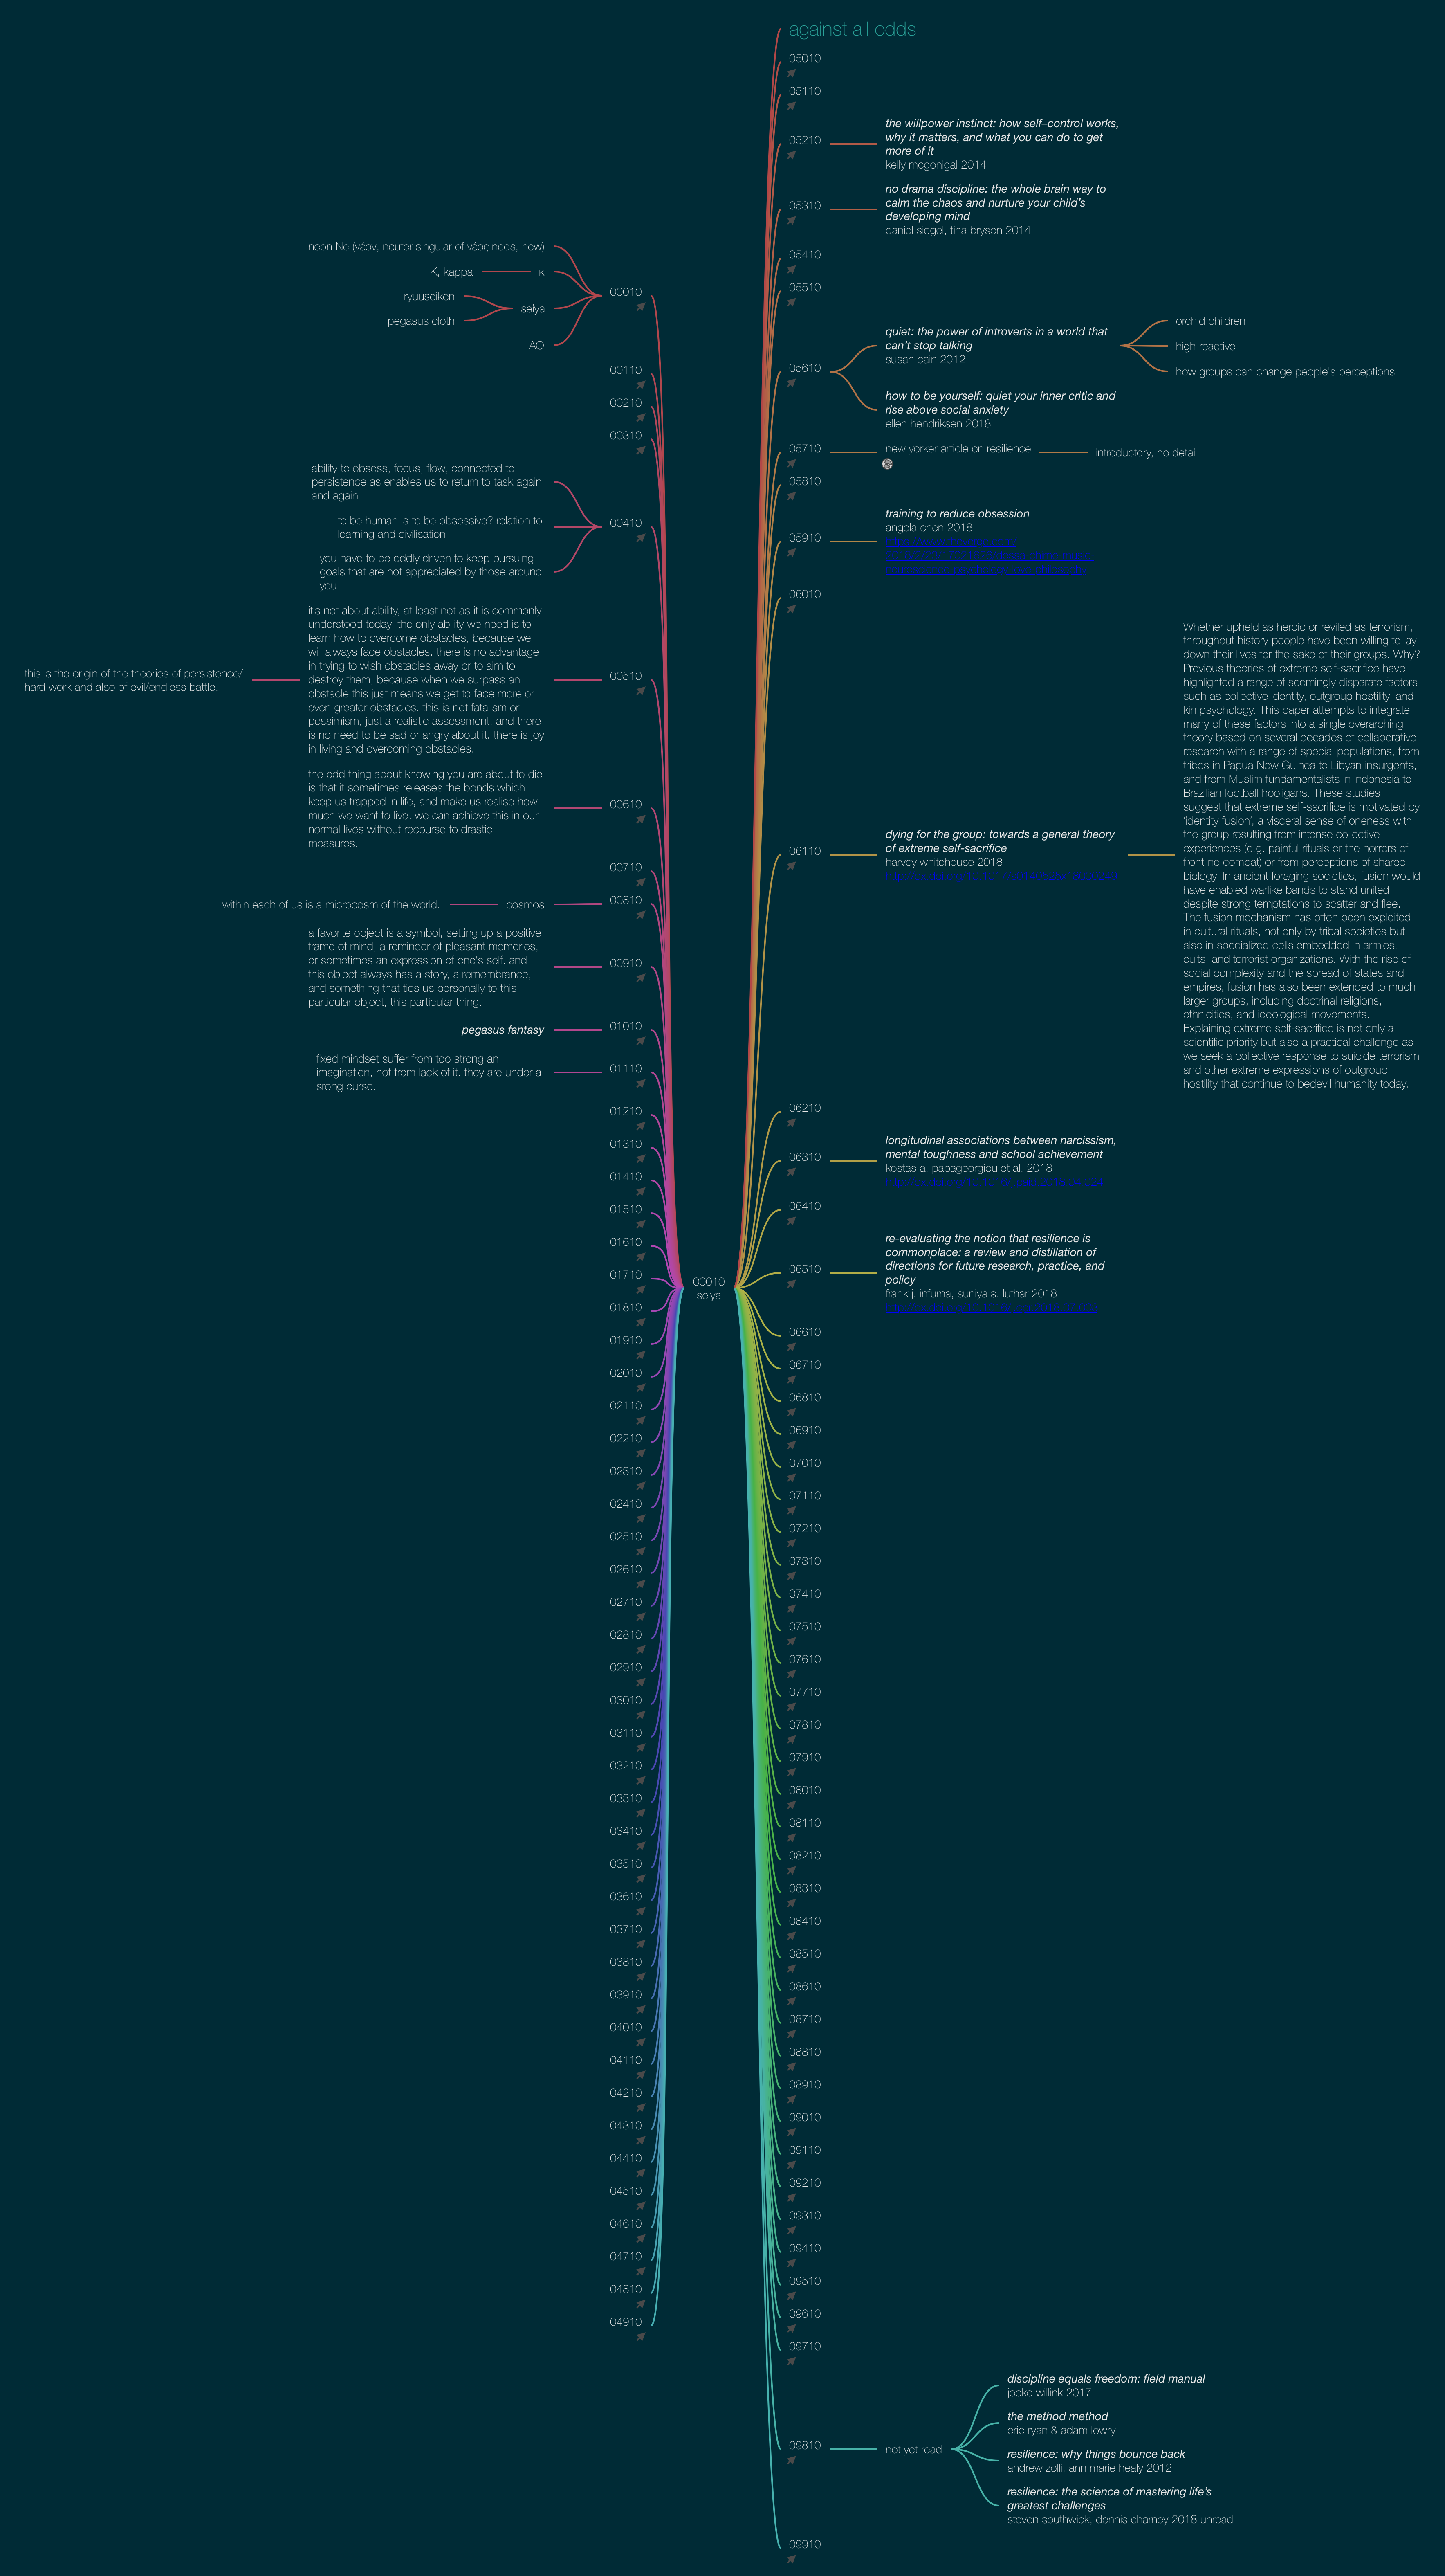 against all odds
05010
05110
05210
the willpower instinct: how self–control works,
why it matters, and what you can do to get
more of it
kelly mcgonigal 2014
05310
no drama discipline: the whole brain way to
calm the chaos and nurture your child's
developing mind
daniel siegel, tina bryson 2014
05410
05510
05610
quiet: the power of introverts in a world that
can't stop talking
susan cain 2012
orchid children
high reactive
how groups can change people's perceptions
how to be yourself: quiet your inner critic and
rise above social anxiety
ellen hendriksen 2018
05710
new yorker article on resilience
introductory, no detail
05810
05910
training to reduce obsession
angela chen 2018
06010
06110
dying for the group: towards a general theory
of extreme self-sacrifice
harvey whitehouse 2018
Whether upheld as heroic or reviled as terrorism,
throughout history people have been willing to lay
down their lives for the sake of their groups. Why?
Previous theories of extreme self-sacrifice have
highlighted a range of seemingly disparate factors
such as collective identity, outgroup hostility, and
kin psychology. This paper attempts to integrate
many of these factors into a single overarching
theory based on several decades of collaborative
research with a range of special populations, from
tribes in Papua New Guinea to Libyan insurgents,
and from Muslim fundamentalists in Indonesia to
Brazilian football hooligans. These studies
suggest that extreme self-sacrifice is motivated by
‘identity fusion’, a visceral sense of oneness with
the group resulting from intense collective
experiences (e.g. painful rituals or the horrors of
frontline combat) or from perceptions of shared
biology. In ancient foraging societies, fusion would
have enabled warlike bands to stand united
despite strong temptations to scatter and flee.
The fusion mechanism has often been exploited
in cultural rituals, not only by tribal societies but
also in specialized cells embedded in armies,
cults, and terrorist organizations. With the rise of
social complexity and the spread of states and
empires, fusion has also been extended to much
larger groups, including doctrinal religions,
ethnicities, and ideological movements.
Explaining extreme self-sacrifice is not only a
scientific priority but also a practical challenge as
we seek a collective response to suicide terrorism
and other extreme expressions of outgroup
hostility that continue to bedevil humanity today.
06210
06310
longitudinal associations between narcissism,
mental toughness and school achievement
kostas a. papageorgiou et al. 2018
06410
06510
re-evaluating the notion that resilience is
commonplace: a review and distillation of
directions for future research, practice, and
policy
frank j. infurna, suniya s. luthar 2018
06610
06710
06810
06910
07010
07110
07210
07310
07410
07510
07610
07710
07810
07910
08010
08110
08210
08310
08410
08510
08610
08710
08810
08910
09010
09110
09210
09310
09410
09510
09610
09710
09810
not yet read
discipline equals freedom: field manual
jocko willink 2017
the method method
eric ryan & adam lowry
resilience: why things bounce back
andrew zolli, ann marie healy 2012
resilience: the science of mastering life's
greatest challenges
steven southwick, dennis charney 2018 unread
09910
00010
seiya
00010
neon Ne (νέον, neuter singular of νέος neos, new)
K, kappa
κ
ryuuseiken
seiya
pegasus cloth
AO
00110
00210
00310
00410
ability to obsess, focus, flow, connected to
persistence as enables us to return to task again
and again
to be human is to be obsessive? relation to
learning and civilisation
you have to be oddly driven to keep pursuing
goals that are not appreciated by those around
you
00510
it's not about ability, at least not as it is commonly
understood today. the only ability we need is to
learn how to overcome obstacles, because we
will always face obstacles. there is no advantage
in trying to wish obstacles away or to aim to
destroy them, because when we surpass an
obstacle this just means we get to face more or
even greater obstacles. this is not fatalism or
pessimism, just a realistic assessment, and there
is no need to be sad or angry about it. there is joy
in living and overcoming obstacles.
this is the origin of the theories of persistence/
hard work and also of evil/endless battle.
00610
the odd thing about knowing you are about to die
is that it sometimes releases the bonds which
keep us trapped in life, and make us realise how
much we want to live. we can achieve this in our
normal lives without recourse to drastic
measures.
00710
00810
cosmos
within each of us is a microcosm of the world.
00910
a favorite object is a symbol, setting up a positive
frame of mind, a reminder of pleasant memories,
or sometimes an expression of one's self. and
this object always has a story, a remembrance,
and something that ties us personally to this
particular object, this particular thing.
01010
pegasus fantasy
01110
fixed mindset suffer from too strong an
imagination, not from lack of it. they are under a
srong curse.
01210
01310
01410
01510
01610
01710
01810
01910
02010
02110
02210
02310
02410
02510
02610
02710
02810
02910
03010
03110
03210
03310
03410
03510
03610
03710
03810
03910
04010
04110
04210
04310
04410
04510
04610
04710
04810
04910